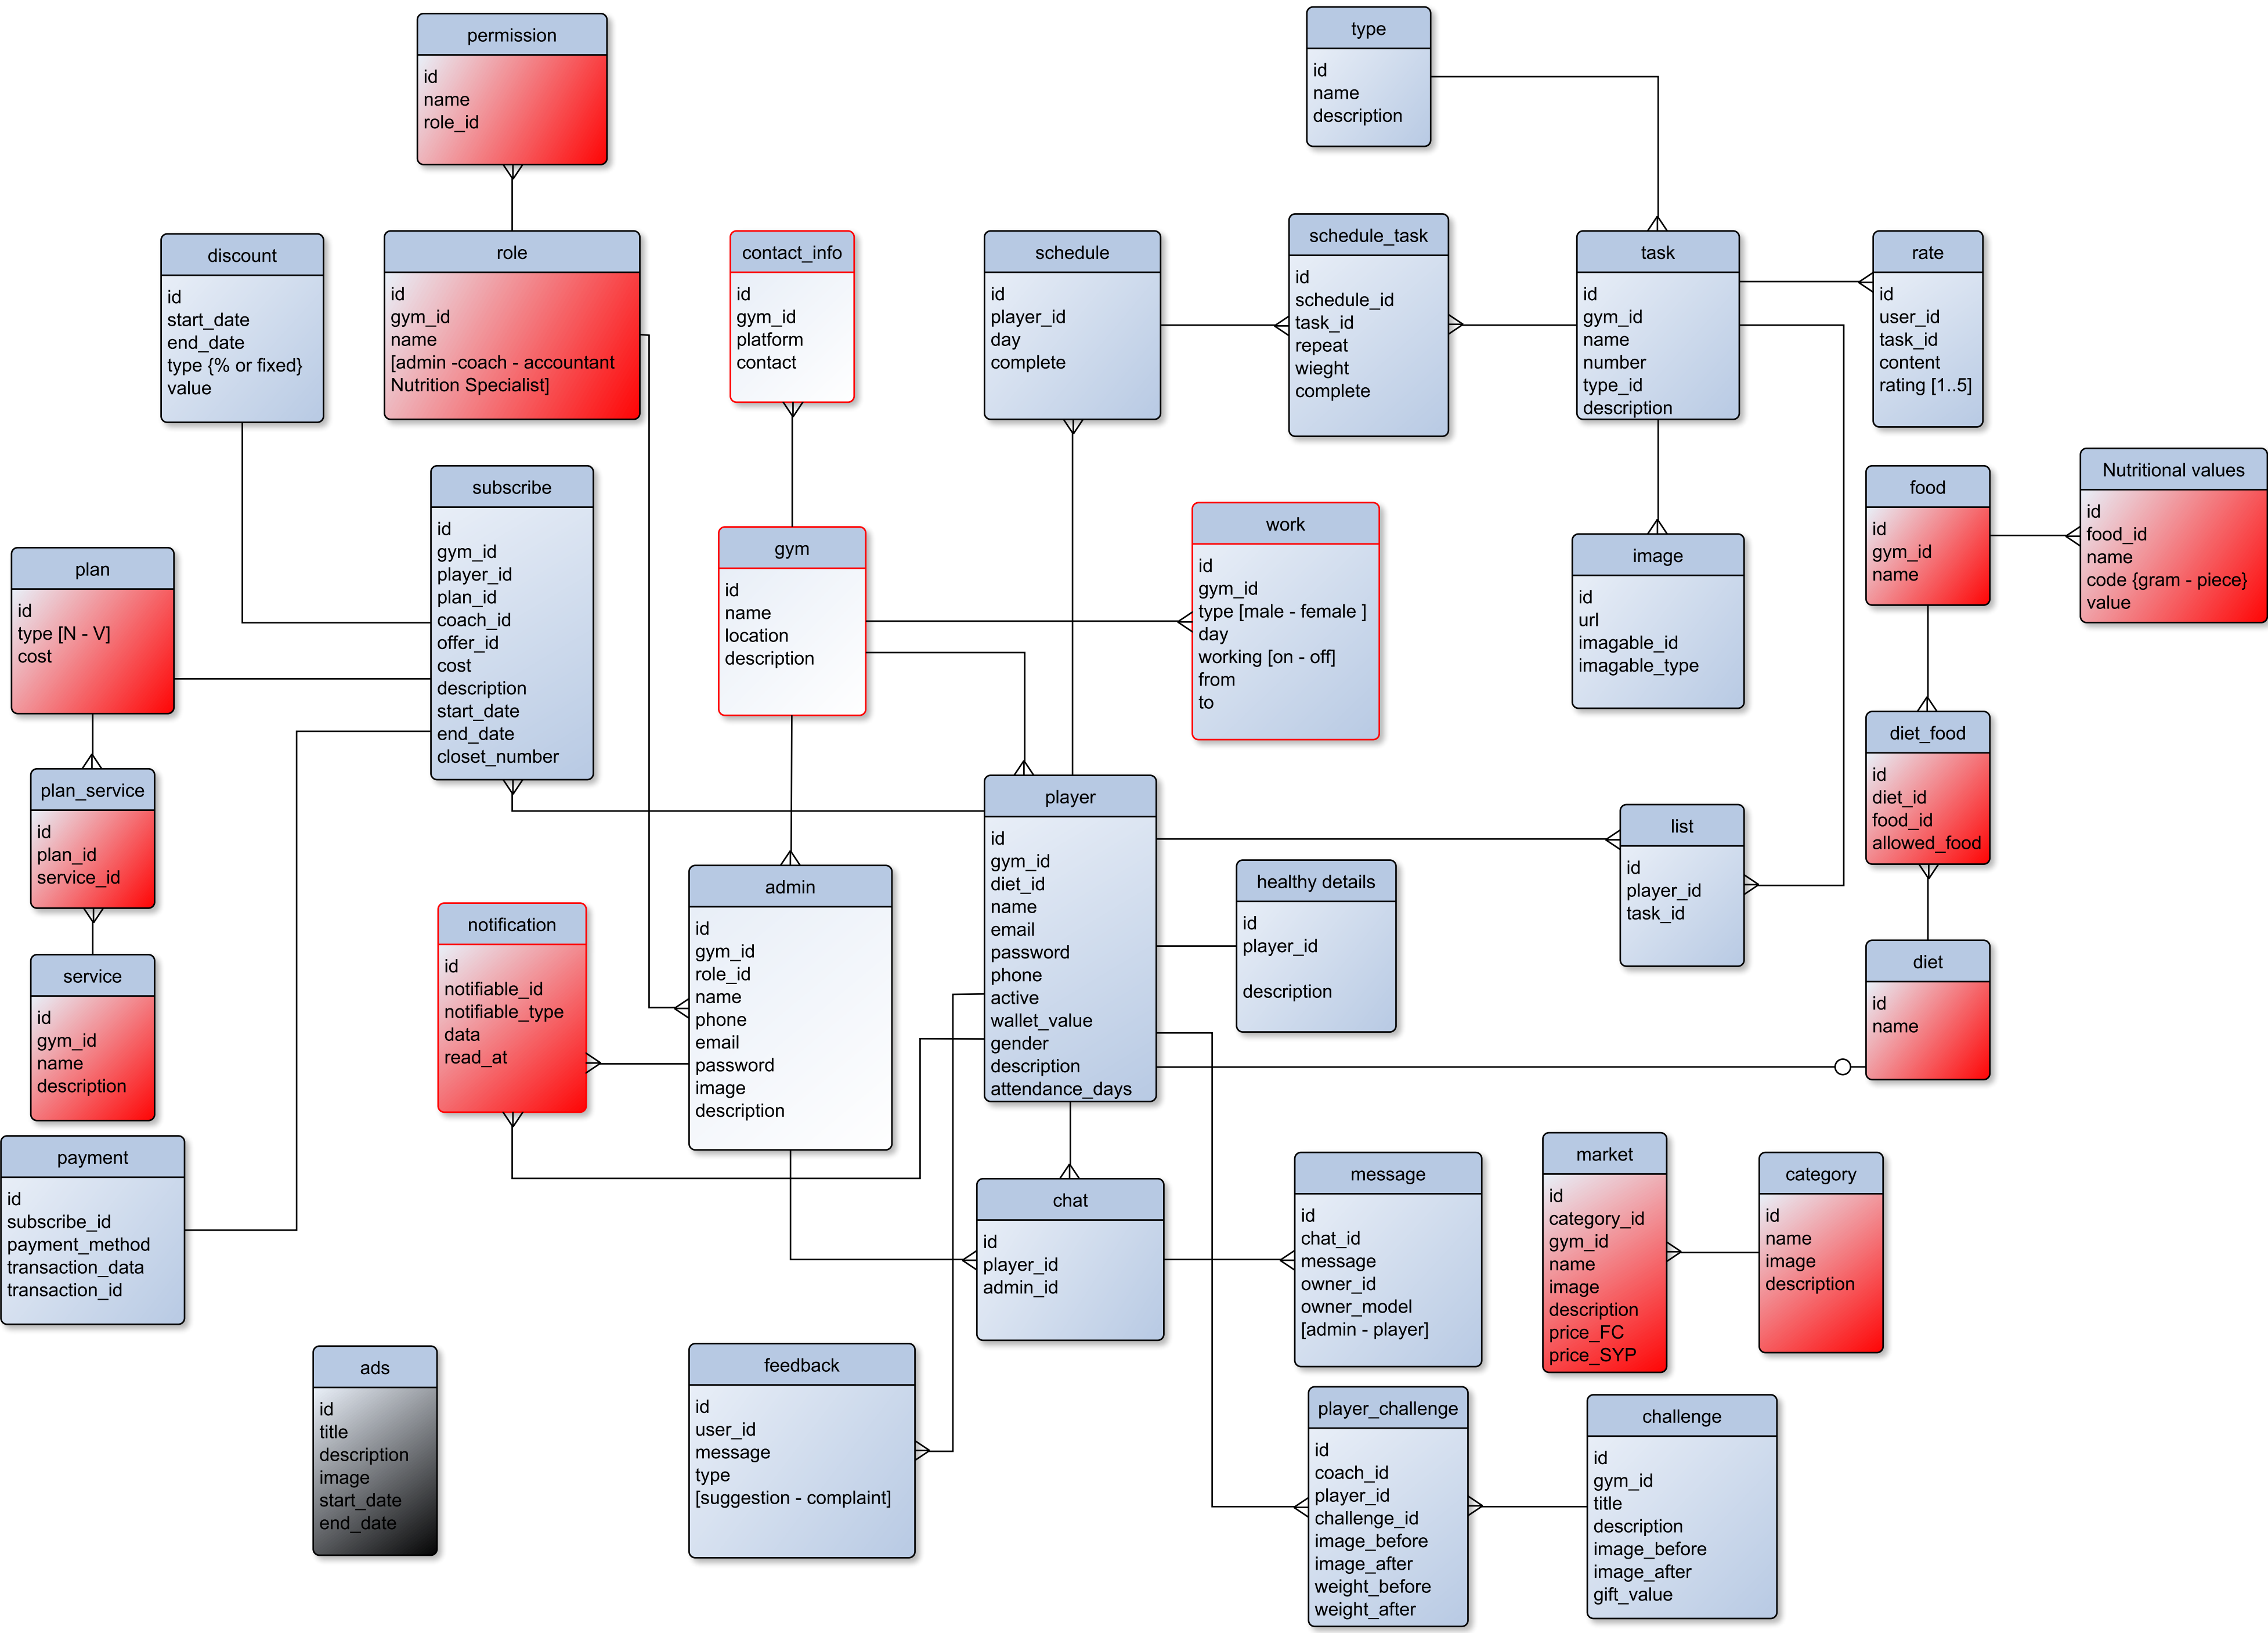 permission
id
name
role_id
type
id
name
description
discount
id
start_date
end_date
type {% or fixed}
value
role
id
gym_id
name
[admin -coach - accountant
Nutrition Specialist]
contact_info
id
gym_id
platform
contact
schedule
id
player_id
day
complete
schedule_task
id
schedule_id
task_id
repeat
wieght
complete
task
id
gym_id
name
number
type_id
description
rate
id
user_id
task_id
content
rating [1..5]
subscribe
id
gym_id
player_id
plan_id
coach_id
offer_id
cost
description
start_date
end_date
closet_number
food
id
gym_id
name
Nutritional values
id
food_id
name
code {gram - piece}
value
plan
id
type [N - V]
cost
gym
id
name
location
description
work
id
gym_id
type [male - female ]
day
working [on - off]
from
to
image
id
url
imagable_id
imagable_type
diet_food
id
diet_id
food_id
allowed_food
plan_service
id
plan_id
service_id
player
id
gym_id
diet_id
name
email
password
phone
active
wallet_value
gender
description
attendance_days
list
id
player_id
task_id
admin
id
gym_id
role_id
name
phone
email
password
image
description
healthy details
id
player_id
description
notification
id
notifiable_id
notifiable_type
data
read_at
service
id
gym_id
name
description
diet
id
name
payment
id
subscribe_id
payment_method
transaction_data
transaction_id
chat
id
player_id
admin_id
message
id
chat_id
message
owner_id
owner_model
[admin - player]
market
id
category_id
gym_id
name
image
description
price_FC
price_SYP
category
id
name
image
description
ads
id
title
description
image
start_date
end_date
feedback
id
user_id
message
type
[suggestion - complaint]
player_challenge
id
coach_id
player_id
challenge_id
image_before
image_after
weight_before
weight_after
challenge
id
gym_id
title
description
image_before
image_after
gift_value